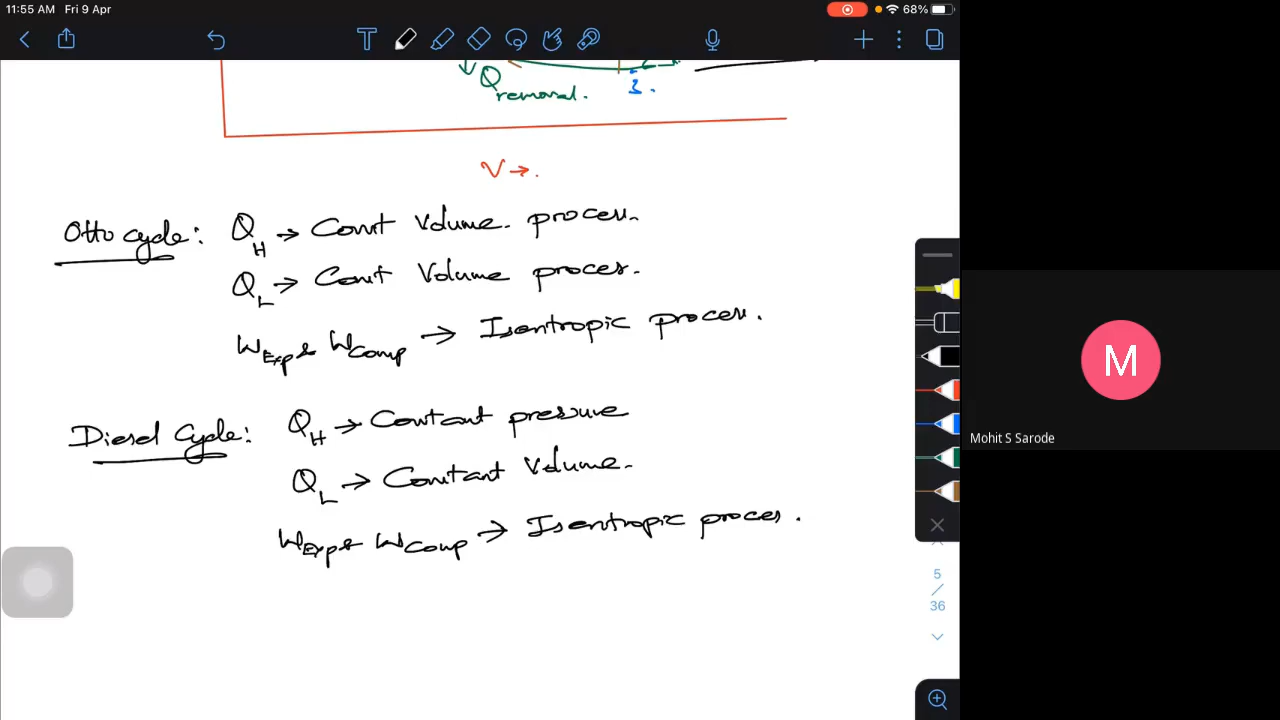 11:55 AM Fri 9 Apr
68%
Q
removal.
3.
V →.
Otto cycle: QH → Const Volume. process.
QL → Const Volume process.
WExp & WComp → Isentropic process.
Diesel Cycle: QH → Constant pressure
QL → Constant Volume.
WExp & WComp → Isentropic process.
M
Mohit S Sarode
5
/
36